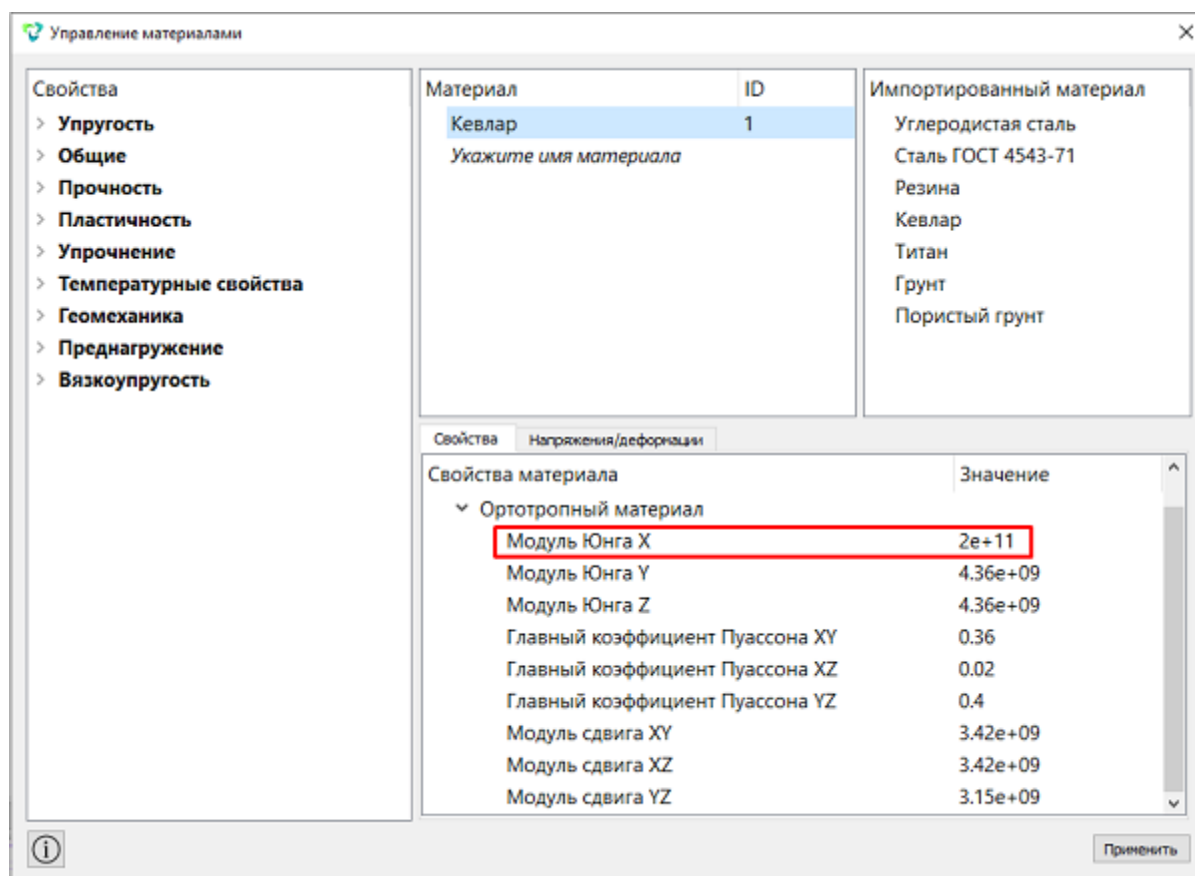 Управление материалами
Свойства
Упругость
Общие
Прочность
Пластичность
Упрочнение
Температурные свойства
Геомеханика
Преднагружение
Вязкоупругость
Материал ID
Кевлар 1
Укажите имя материала
Импортированный материал
Углеродистая сталь
Сталь ГОСТ 4543-71
Резина
Кевлар
Титан
Грунт
Пористый грунт
Свойства Напряжения/деформации
Свойства материала Значение
Ортотропный материал
Модуль Юнга X 2e+11
Модуль Юнга Y 4.36e+09
Модуль Юнга Z 4.36e+09
Главный коэффициент Пуассона XY 0.36
Главный коэффициент Пуассона XZ 0.02
Главный коэффициент Пуассона YZ 0.4
Модуль сдвига XY 3.42e+09
Модуль сдвига XZ 3.42e+09
Модуль сдвига YZ 3.15e+09
Применить